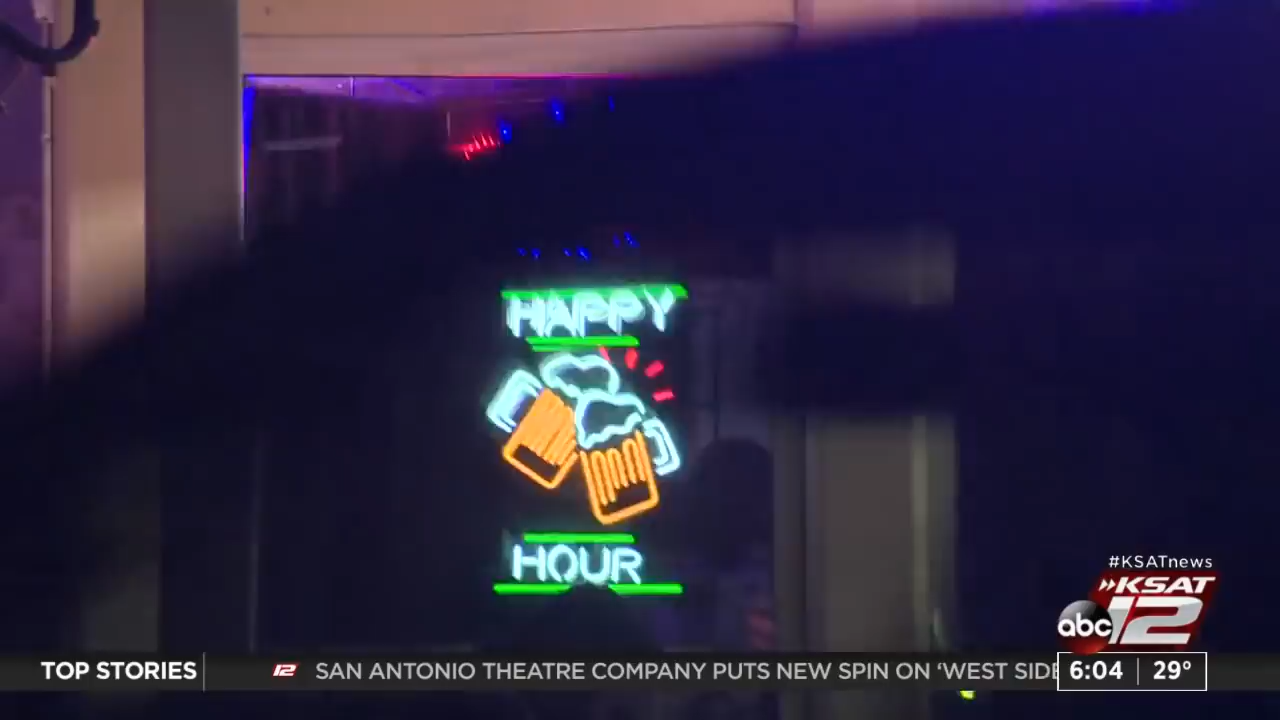 HAPPY
HOUR
#KSATnews
KSAT
abc 12
TOP STORIES 12 SAN ANTONIO THEATRE COMPANY PUTS NEW SPIN ON ‘WEST SIDE 6:04 29°